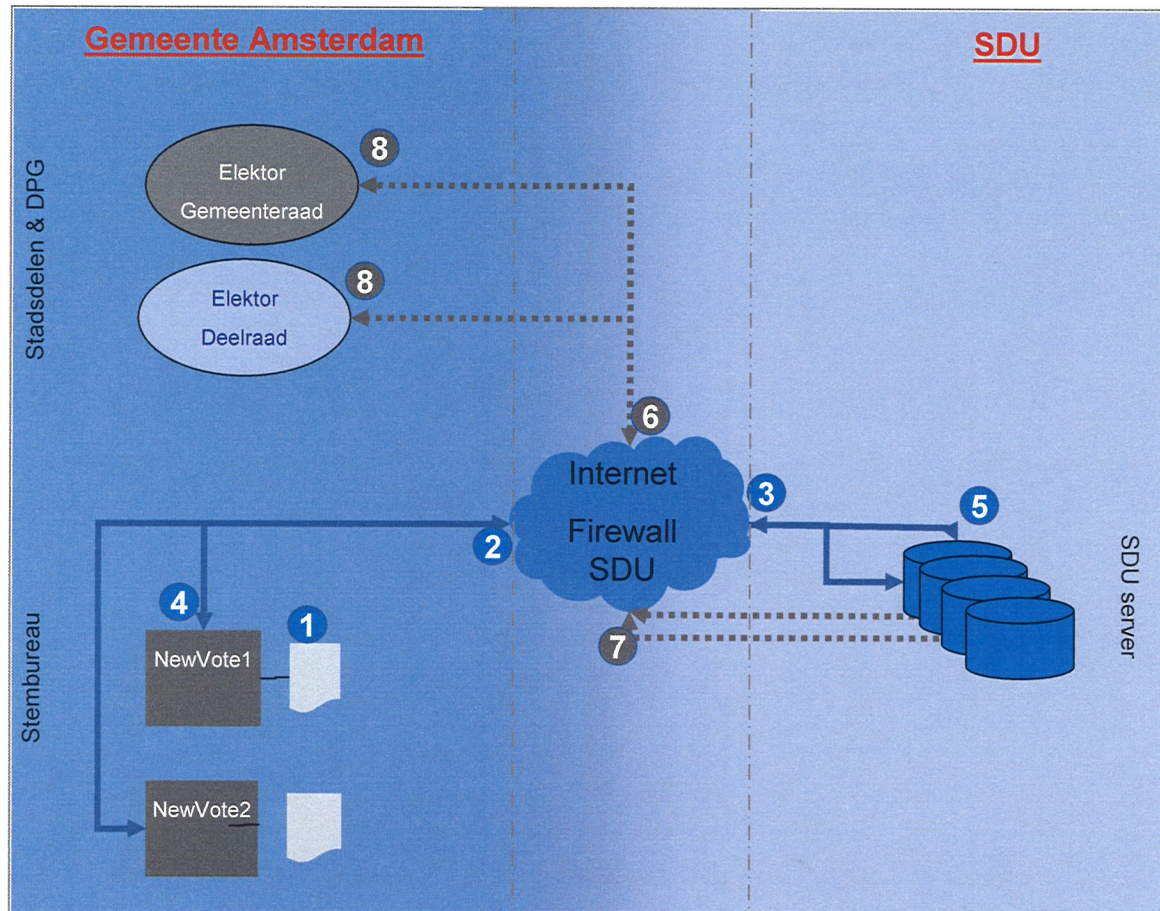 Gemeente Amsterdam
SDU
Stadsdelen & DPG
Elektor
Gemeenteraad
8
Elektor
Deelraad
8
6
Internet
Firewall
SDU
2
3
5
SDU server
7
Stembureau
4
1
NewVote1
NewVote2